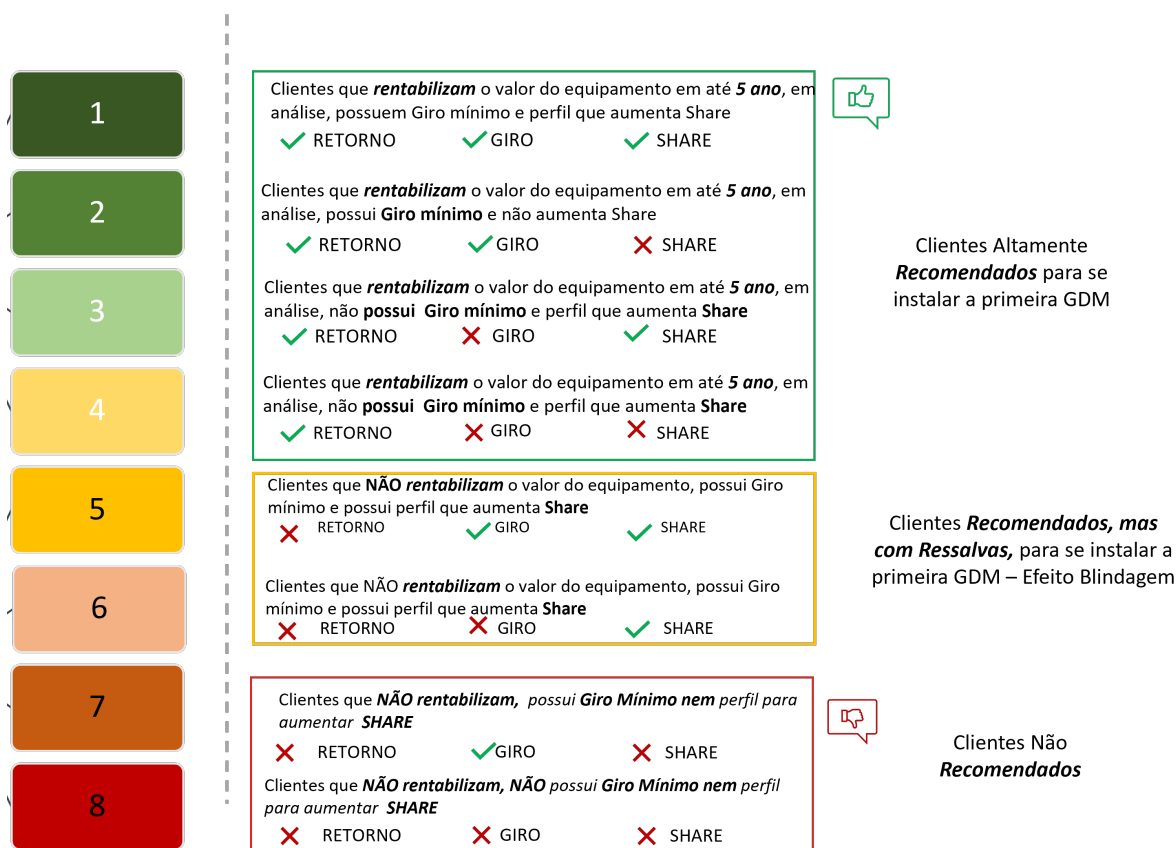 1
Clientes que rentabilizam o valor do equipamento em até 5 ano, em
análise, possuem Giro mínimo e perfil que aumenta Share
RETORNO GIRO SHARE
2
Clientes que rentabilizam o valor do equipamento em até 5 ano, em
análise, possui Giro mínimo e não aumenta Share
RETORNO GIRO SHARE
3
Clientes que rentabilizam o valor do equipamento em até 5 ano, em
análise, não possui Giro mínimo e perfil que aumenta Share
RETORNO GIRO SHARE
4
Clientes que rentabilizam o valor do equipamento em até 5 ano, em
análise, não possui Giro mínimo e perfil que aumenta Share
RETORNO GIRO SHARE
Clientes Altamente
Recomendados para se
instalar a primeira GDM
5
Clientes que NÃO rentabilizam o valor do equipamento, possui Giro
mínimo e possui perfil que aumenta Share
RETORNO GIRO SHARE
6
Clientes que NÃO rentabilizam o valor do equipamento, possui Giro
mínimo e possui perfil que aumenta Share
RETORNO GIRO SHARE
Clientes Recomendados, mas
com Ressalvas, para se instalar a
primeira GDM – Efeito Blindagem
7
Clientes que NÃO rentabilizam, possui Giro Mínimo nem perfil para
aumentar SHARE
RETORNO GIRO SHARE
8
Clientes que NÃO rentabilizam, NÃO possui Giro Mínimo nem perfil
para aumentar SHARE
RETORNO GIRO SHARE
Clientes Não
Recomendados